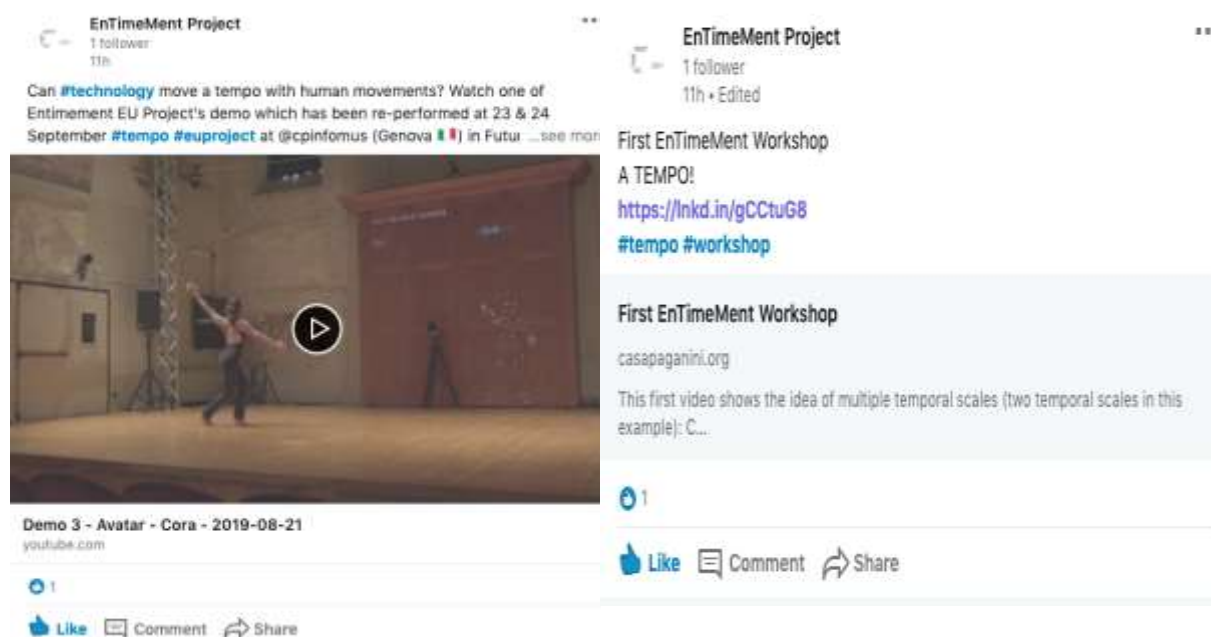 EnTimeMent Project
1 follower
11h
Can #technology move a tempo with human movements? Watch one of
Entimement EU Project's demo which has been re-performed at 23 & 24
September #tempo #euproject at @cpinfomus (Genova 🇮🇹) in Futu ...see mor
Demo 3 - Avatar - Cora - 2019-08-21
youtube.com
1
Like Comment Share
EnTimeMent Project
1 follower
11h • Edited
First EnTimeMent Workshop
A TEMPO!
https://lnkd.in/gCCtuG8
#tempo #workshop
First EnTimeMent Workshop
casapaganini.org
This first video shows the idea of multiple temporal scales (two temporal scales in this
example): C...
1
Like Comment Share